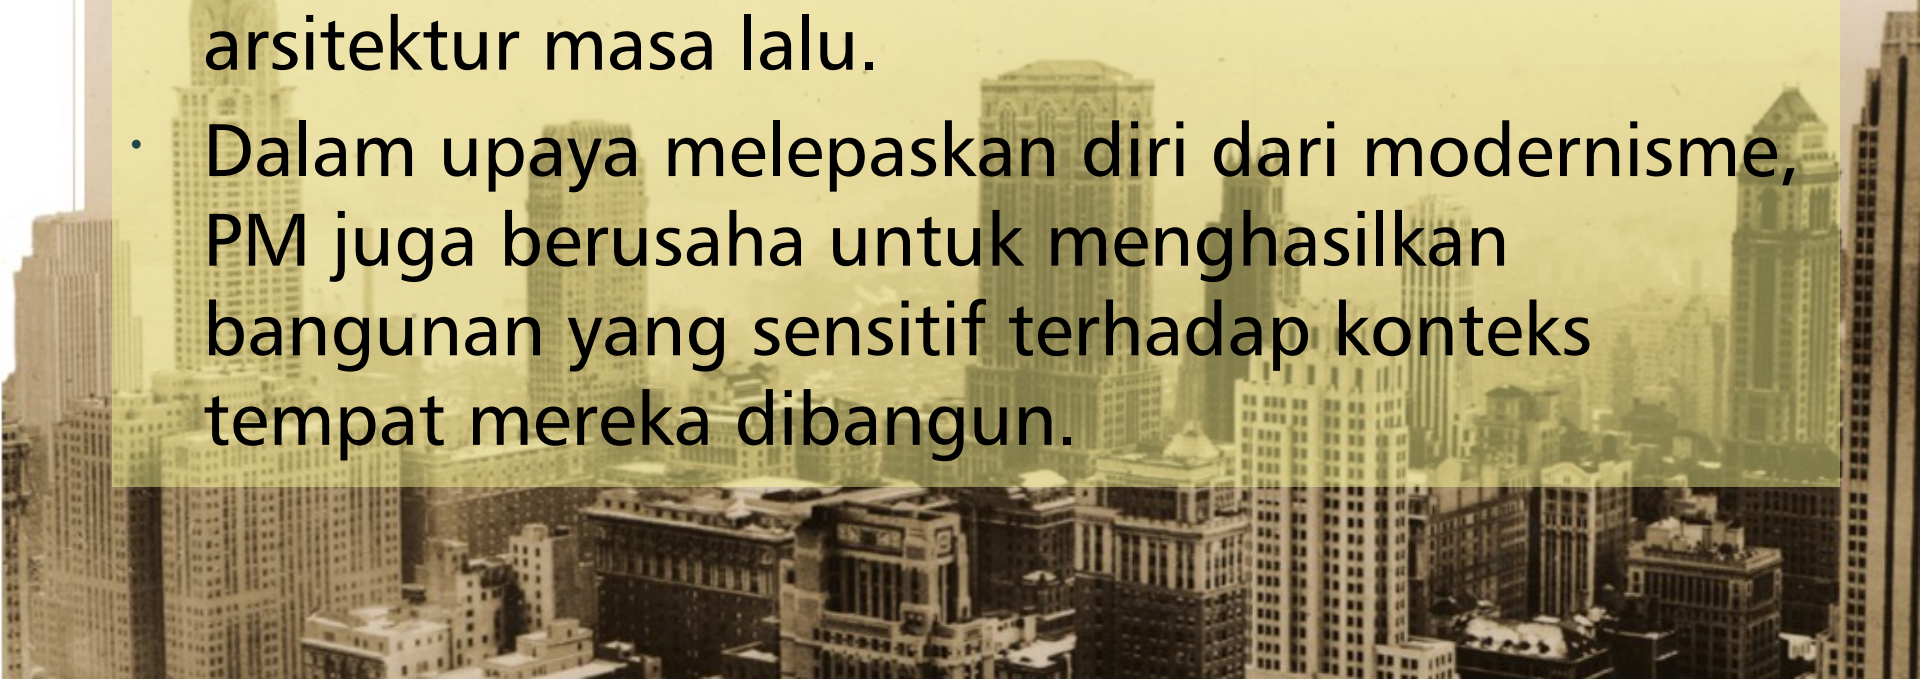 arsitektur masa lalu.
• Dalam upaya melepaskan diri dari modernisme,
PM juga berusaha untuk menghasilkan
bangunan yang sensitif terhadap konteks
tempat mereka dibangun.